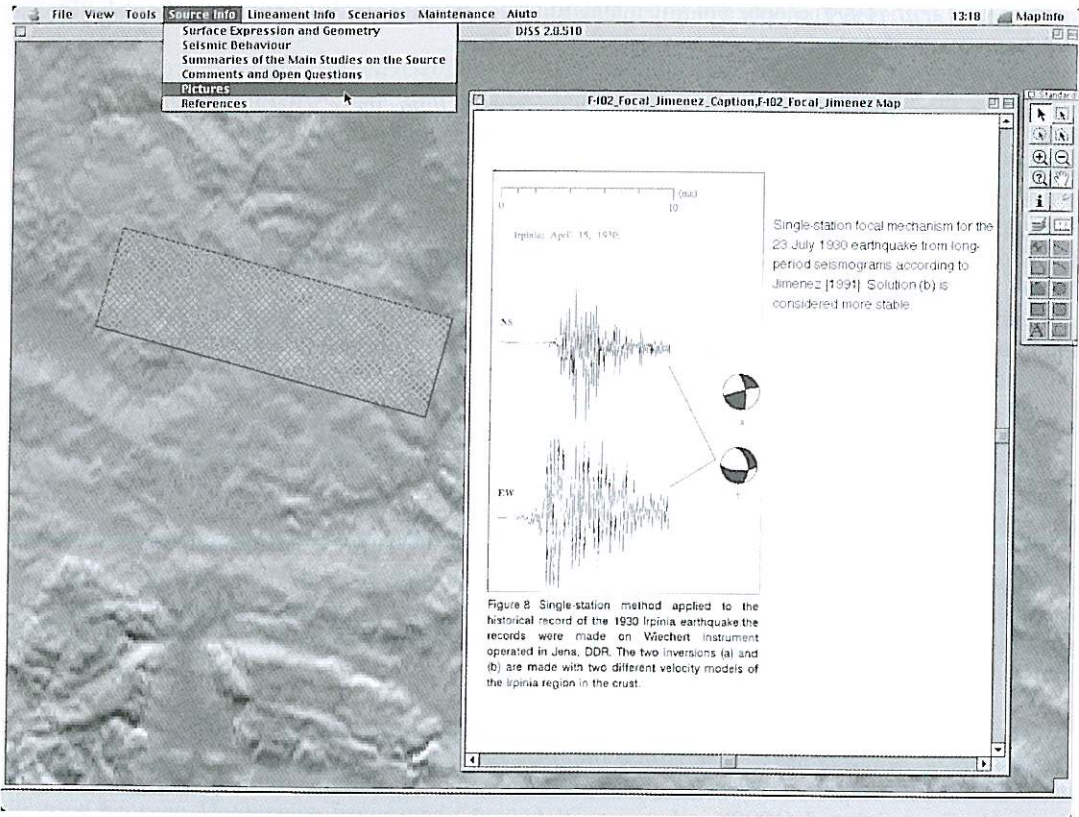 File View Tools Source Info Lineament Info Scenarios Maintenance Aiuto 13:18 MapInfo
DISS 2.0.510
Surface Expression and Geometry
Seismic Behaviour
Summaries of the Main Studies on the Source
Comments and Open Questions
Pictures
References
F-102_Focal_Jimenez_Caption,F-102_Focal_Jimenez Map
Standard
0 10
Irpinia: April 15, 1930.
NS
EW
Single-station focal mechanism for the
23 July 1930 earthquake from long-
period seismograms according to
Jimenez [1991]. Solution (b) is
considered more stable.
Figure 8 Single-station method applied to the
historical record of the 1930 Irpinia earthquake.the
records were made on Wiechert instrument
operated in Jena, DDR. The two inversions (a) and
(b) are made with two different velocity models of
the Irpinia region in the crust.